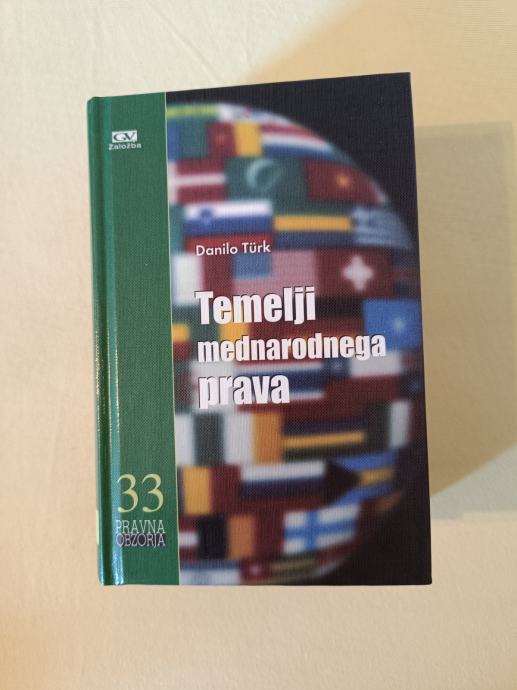 GV
Založba
Danilo Türk
Temelji
mednarodnega
prava
33
PRAVNA
OBZORJA